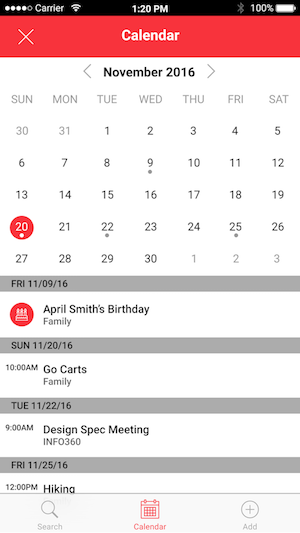 Carrier 1:20 PM 100%
Calendar
November 2016
SUN MON TUE WED THU FRI SAT
30 31 1 2 3 4 5
6 7 8 9 10 11 12
13 14 15 16 17 18 19
20 21 22 23 24 25 26
27 28 29 30 1 2 3
FRI 11/09/16
April Smith's Birthday
Family
SUN 11/20/16
10:00AM Go Carts
Family
TUE 11/22/16
9:00AM Design Spec Meeting
INFO360
FRI 11/25/16
12:00PM Hiking
Search Calendar Add